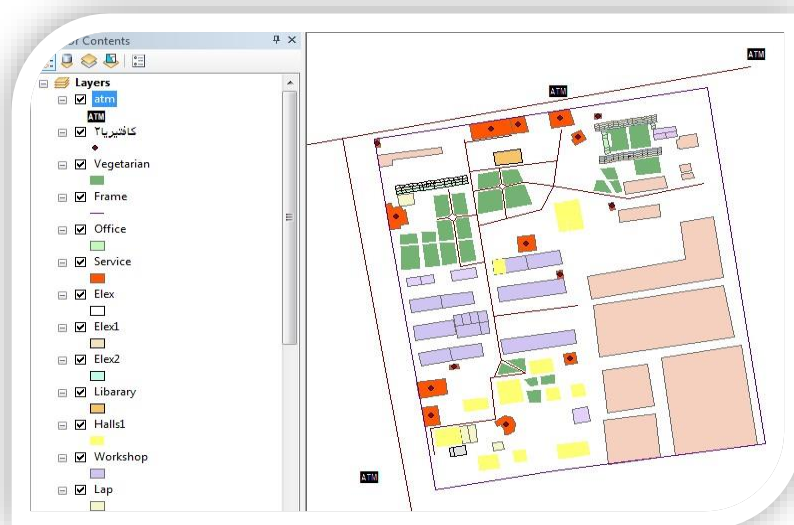 Contents
Layers
atm
ATM
كافتيريا٢
Vegetarian
Frame
Office
Service
Elex
Elex1
Elex2
Libarary
Halls1
Workshop
Lap
ATM
ATM
ATM